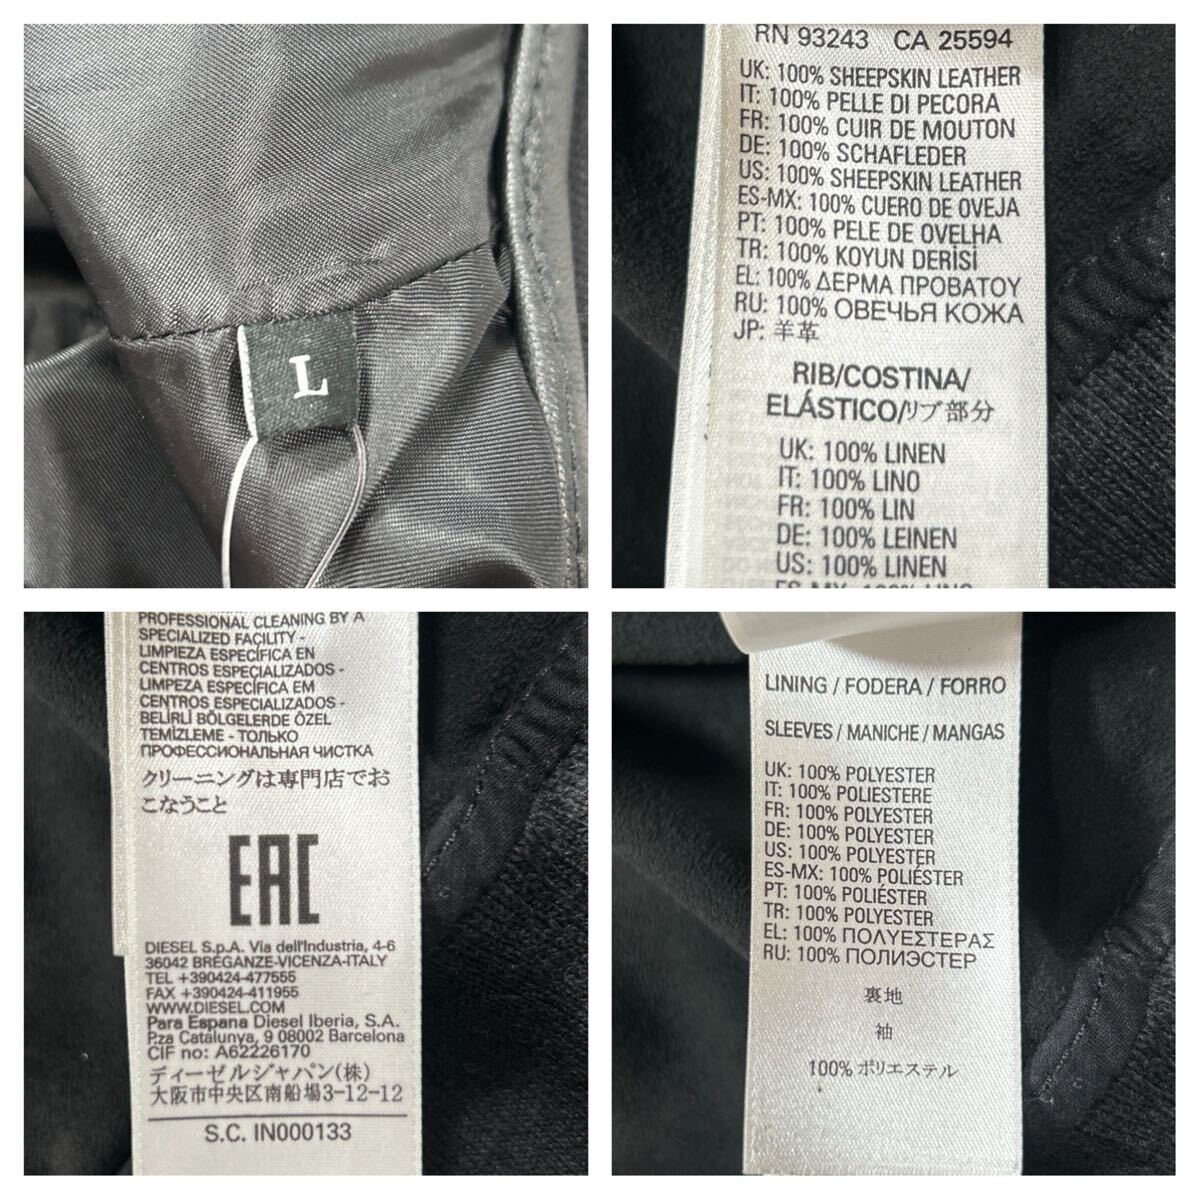 L
RN 93243 CA 25594
UK: 100% SHEEPSKIN LEATHER
IT: 100% PELLE DI PECORA
FR: 100% CUIR DE MOUTON
DE: 100% SCHAFLEDER
US: 100% SHEEPSKIN LEATHER
ES-MX: 100% CUERO DE OVEJA
PT: 100% PELE DE OVELHA
TR: 100% KOYUN DERİSİ
EL: 100% ΔΕΡΜΑ ΠΡΟΒΑΤΟΥ
RU: 100% ОВЕЧЬЯ КОЖА
JP: 羊革
RIB/COSTINA/
ELÁSTICO/リブ部分
UK: 100% LINEN
IT: 100% LINO
FR: 100% LIN
DE: 100% LEINEN
US: 100% LINEN
ES-MX: 100% LINO
PROFESSIONAL CLEANING BY A
SPECIALIZED FACILITY -
LIMPIEZA ESPECÍFICA EN
CENTROS ESPECIALIZADOS -
LIMPEZA ESPECÍFICA EM
CENTROS ESPECIALIZADOS -
BELİRLİ BÖLGELERDE ÖZEL
TEMİZLEME - ТОЛЬКО
ПРОФЕССИОНАЛЬНАЯ ЧИСТКА
クリーニングは専門店でお
こなうこと
EAC
DIESEL S.p.A. Via dell'Industria, 4-6
36042 BREGANZE-VICENZA-ITALY
TEL +390424-477555
FAX +390424-411955
WWW.DIESEL.COM
Para Espana Diesel Iberia, S.A.
P.za Catalunya, 9 08002 Barcelona
CIF no: A62226170
ディーゼルジャパン(株)
大阪市中央区南船場3-12-12
S.C. IN000133
LINING / FODERA / FORRO
SLEEVES / MANICHE / MANGAS
UK: 100% POLYESTER
IT: 100% POLIESTERE
FR: 100% POLYESTER
DE: 100% POLYESTER
US: 100% POLYESTER
ES-MX: 100% POLIÉSTER
PT: 100% POLIÉSTER
TR: 100% POLYESTER
EL: 100% ΠΟΛΥΕΣΤΕΡΑΣ
RU: 100% ПОЛИЭСТЕР
裏地
袖
100% ポリエステル